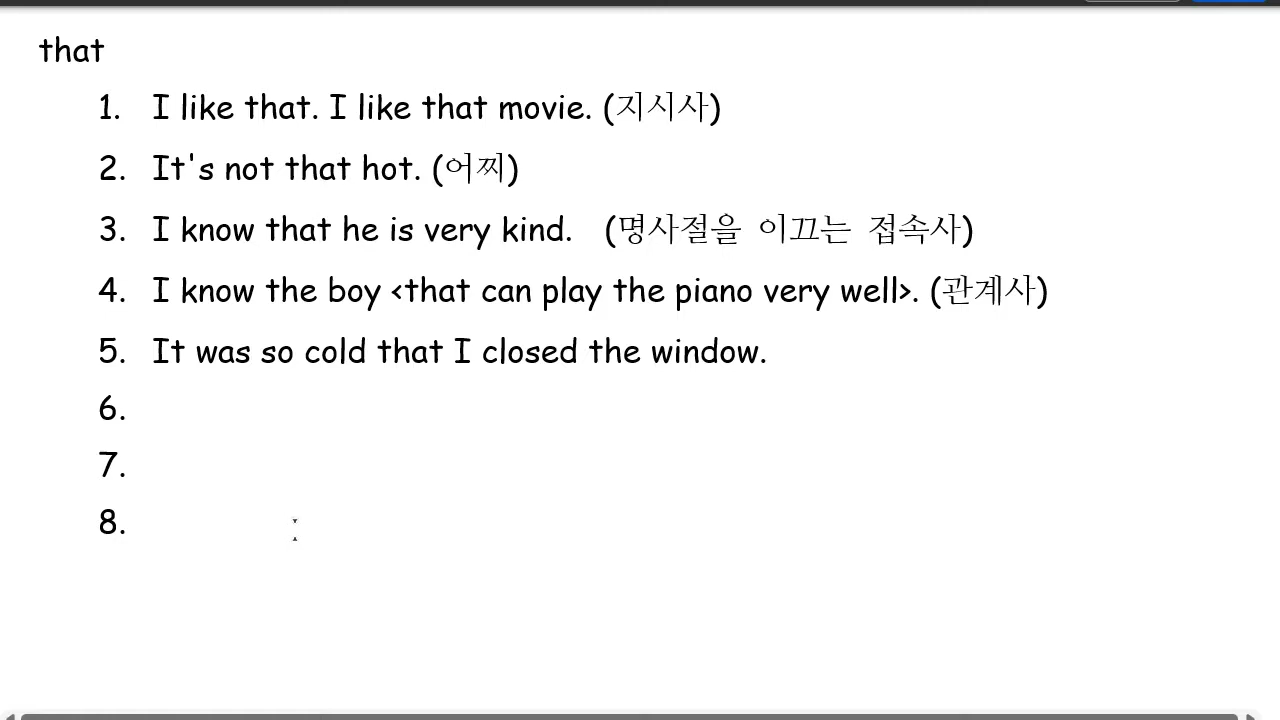 that
1. I like that. I like that movie. (지시사)
2. It's not that hot. (어찌)
3. I know that he is very kind. (명사절을 이끄는 접속사)
4. I know the boy <that can play the piano very well>. (관계사)
5. It was so cold that I closed the window.
6.
7.
8.